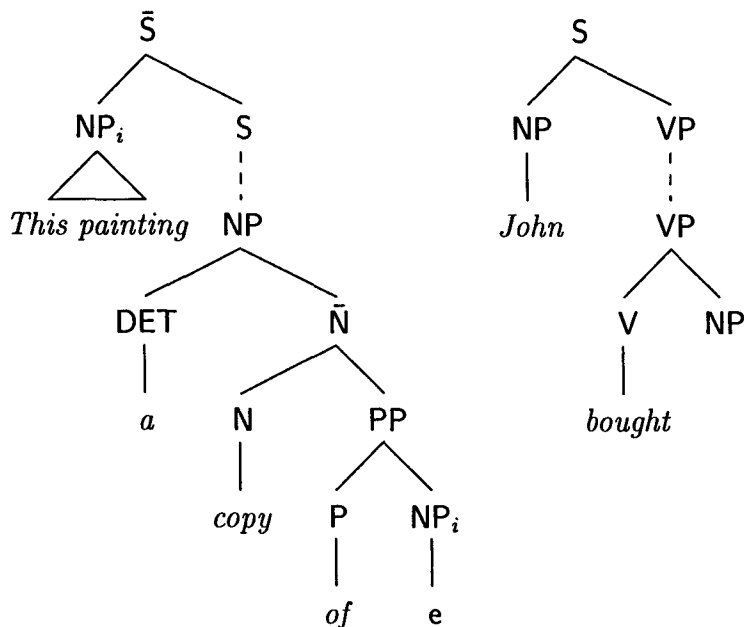 S̄ S
NPᵢ S NP VP
This painting NP John VP
DET N̄ V NP
a N PP bought
copy P NPᵢ
of e